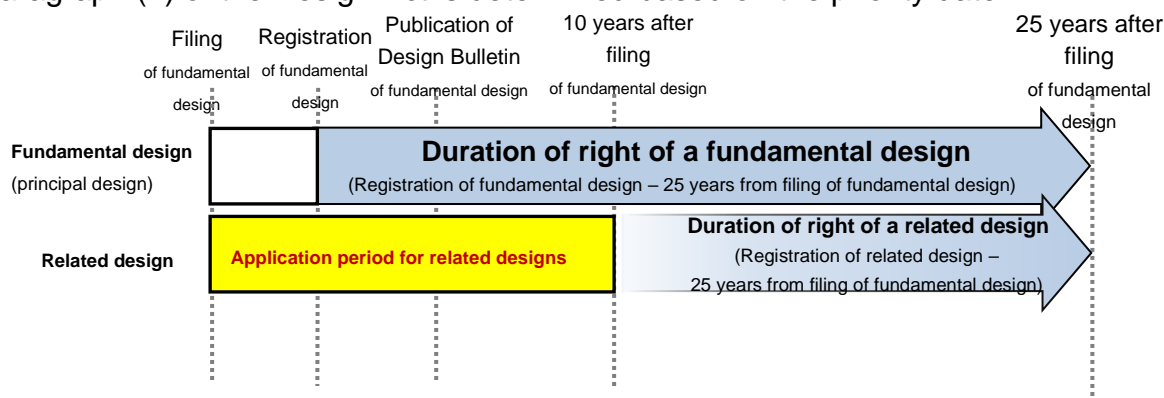 Filing
of fundamental
design
Registration
of fundamental
design
Publication of
Design Bulletin
of fundamental design
10 years after
filing
of fundamental design
25 years after
filing
of fundamental
design
Fundamental design
(principal design)
Duration of right of a fundamental design
(Registration of fundamental design – 25 years from filing of fundamental design)
Related design
Application period for related designs
Duration of right of a related design
(Registration of related design –
25 years from filing of fundamental design)